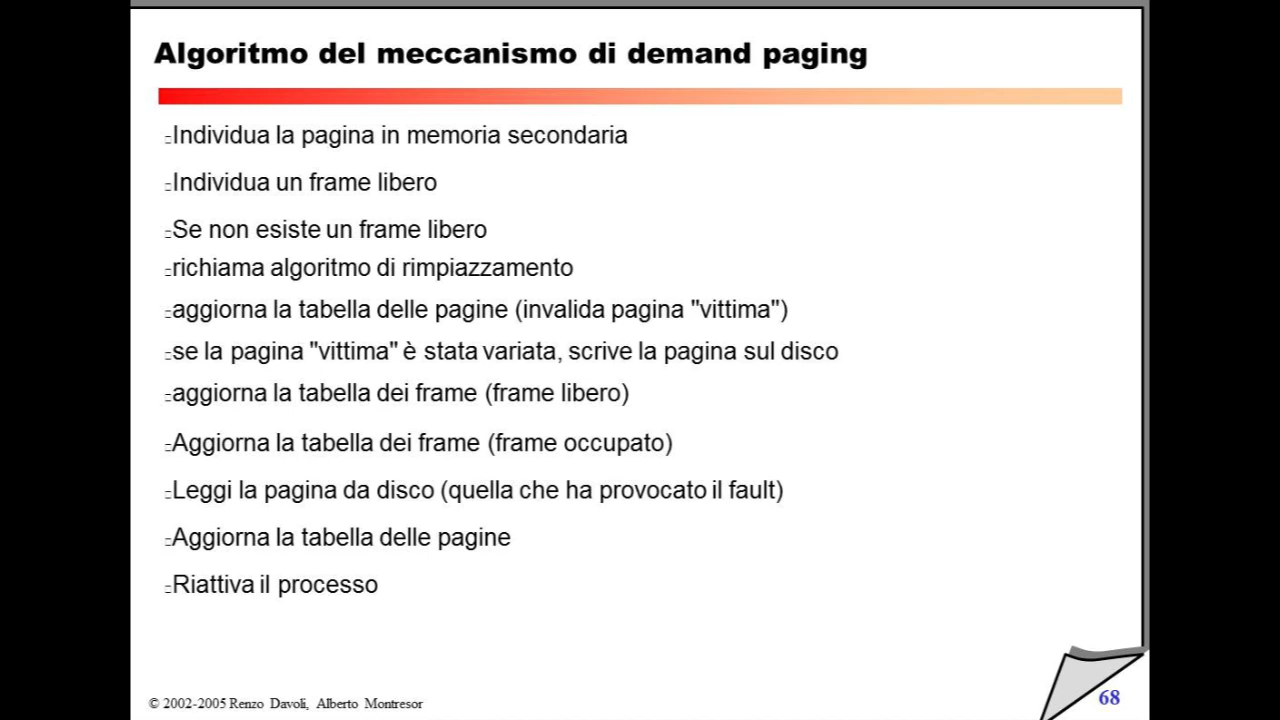 Algoritmo del meccanismo di demand paging
Individua la pagina in memoria secondaria
Individua un frame libero
Se non esiste un frame libero
richiama algoritmo di rimpiazzamento
aggiorna la tabella delle pagine (invalida pagina "vittima")
se la pagina "vittima" è stata variata, scrive la pagina sul disco
aggiorna la tabella dei frame (frame libero)
Aggiorna la tabella dei frame (frame occupato)
Leggi la pagina da disco (quella che ha provocato il fault)
Aggiorna la tabella delle pagine
Riattiva il processo
© 2002-2005 Renzo Davoli, Alberto Montresor
68